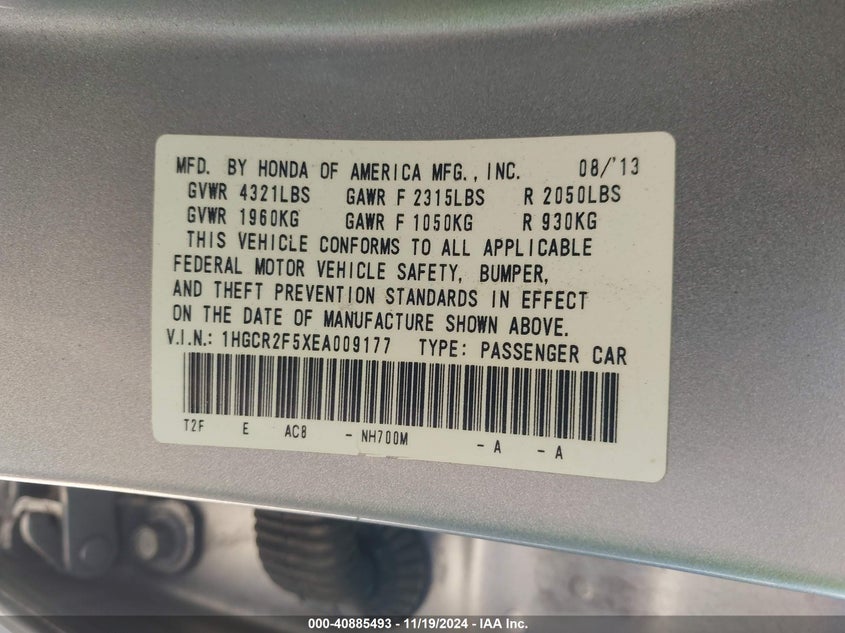 MFD. BY HONDA OF AMERICA MFG., INC. 08/'13
GVWR 4321LBS GAWR F 2315LBS R 2050LBS
GVWR 1960KG GAWR F 1050KG R 930KG
THIS VEHICLE CONFORMS TO ALL APPLICABLE
FEDERAL MOTOR VEHICLE SAFETY, BUMPER,
AND THEFT PREVENTION STANDARDS IN EFFECT
ON THE DATE OF MANUFACTURE SHOWN ABOVE.
V.I.N.: 1HGCR2F5XEA009177 TYPE: PASSENGER CAR
T2F E AC8 - NH700M - A - A
000-40885493 - 11/19/2024 - IAA Inc.